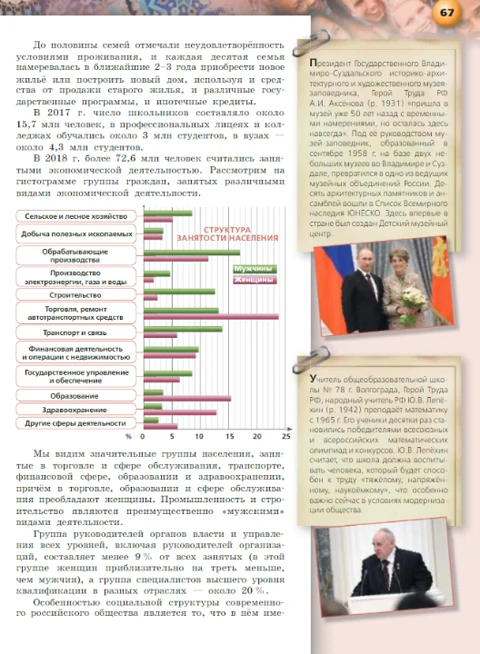 67
До половины семей отмечали неудовлетворённость
условиями проживания, и каждая десятая семья
намеревалась в ближайшие 2–3 года приобрести новое
жильё или построить новый дом, используя и сред-
ства от продажи старого жилья, и различные госу-
дарственные программы, и ипотечные кредиты.
В 2017 г. число школьников составляло около
15,7 млн человек, в профессиональных лицеях и кол-
леджах обучались около 3 млн студентов, в вузах —
около 4,3 млн студентов.
В 2018 г. более 72,6 млн человек считались заня-
тыми экономической деятельностью. Рассмотрим на
гистограмме группы граждан, занятых различными
видами экономической деятельности.
СТРУКТУРА
ЗАНЯТОСТИ НАСЕЛЕНИЯ
Мужчины
Женщины
Сельское и лесное хозяйство
Добыча полезных ископаемых
Обрабатывающие
производства
Производство
электроэнергии, газа и воды
Строительство
Торговля, ремонт
автотранспортных средств
Транспорт и связь
Финансовая деятельность
и операции с недвижимостью
Государственное управление
и обеспечение
Образование
Здравоохранение
Другие сферы деятельности
% 0 5 10 15 20 25
Мы видим значительные группы населения, заня-
тые в торговле и сфере обслуживания, транспорте,
финансовой сфере, образовании и здравоохранении,
причём в торговле, образовании и сфере обслужива-
ния преобладают женщины. Промышленность и стро-
ительство являются преимущественно «мужскими»
видами деятельности.
Группа руководителей органов власти и управле-
ния всех уровней, включая руководителей организа-
ций, составляет менее 9 % от всех занятых (в этой
группе женщин приблизительно на треть меньше,
чем мужчин), а группа специалистов высшего уровня
квалификации в разных отраслях — около 20 %.
Особенностью социальной структуры современно-
го российского общества является то, что в нём име-
Президент Государственного Влади-
миро-Суздальского историко-архи-
тектурного и художественного музея-
заповедника, Герой Труда РФ
А.И. Аксёнова (р. 1931) «пришла в
музей уже 50 лет назад с временны-
ми намерениями, но осталась здесь
навсегда». Под её руководством му-
зей-заповедник, образованный в
сентябре 1958 г. на базе двух не-
больших музеев во Владимире и Суз-
дале, превратился в одно из ведущих
музейных объединений России. Де-
сять архитектурных памятников и ан-
самблей вошли в Список Всемирного
наследия ЮНЕСКО. Здесь впервые в
стране был создан Детский музейный
центр.
Учитель общеобразовательной шко-
лы № 78 г. Волгограда, Герой Труда
РФ, народный учитель РФ Ю.В. Лепё-
хин (р. 1942) преподаёт математику
с 1965 г. Его ученики десятки раз ста-
новились победителями всесоюзных
и всероссийских математических
олимпиад и конкурсов. Ю.В. Лепёхин
считает, что школа должна воспиты-
вать человека, который будет спосо-
бен к труду «тяжёлому, напряжён-
ному, наукоёмкому», что особенно
важно сейчас в условиях модерниза-
ции общества.